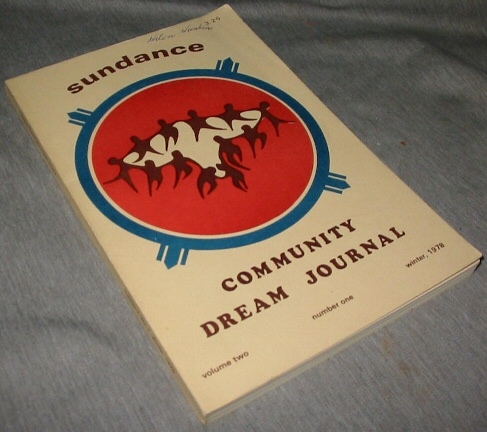 sundance
COMMUNITY
DREAM JOURNAL
volume two
number one
winter, 1978